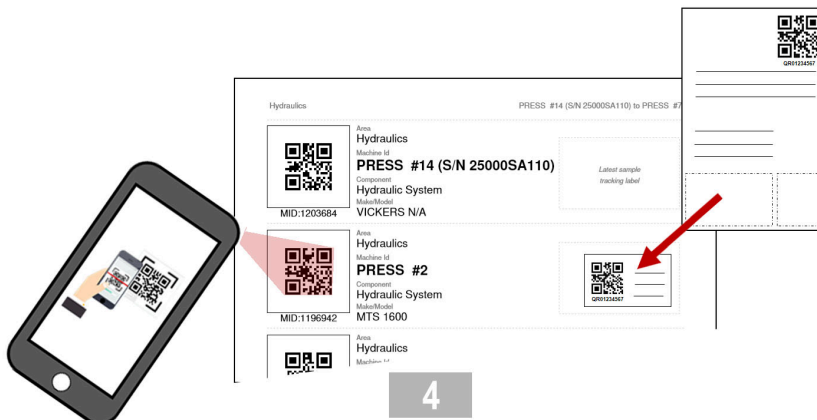 QR01234567
Hydraulics
PRESS #14 (S/N 25000SA110) to PRESS #7
Area
Hydraulics
Machine Id
PRESS #14 (S/N 25000SA110)
Component
Hydraulic System
Make/Model
VICKERS N/A
MID:1203684
Latest sample
tracking label
Area
Hydraulics
Machine Id
PRESS #2
Component
Hydraulic System
Make/Model
MTS 1600
MID:1196942
QR01234567
Area
Hydraulics
Machine Id
4